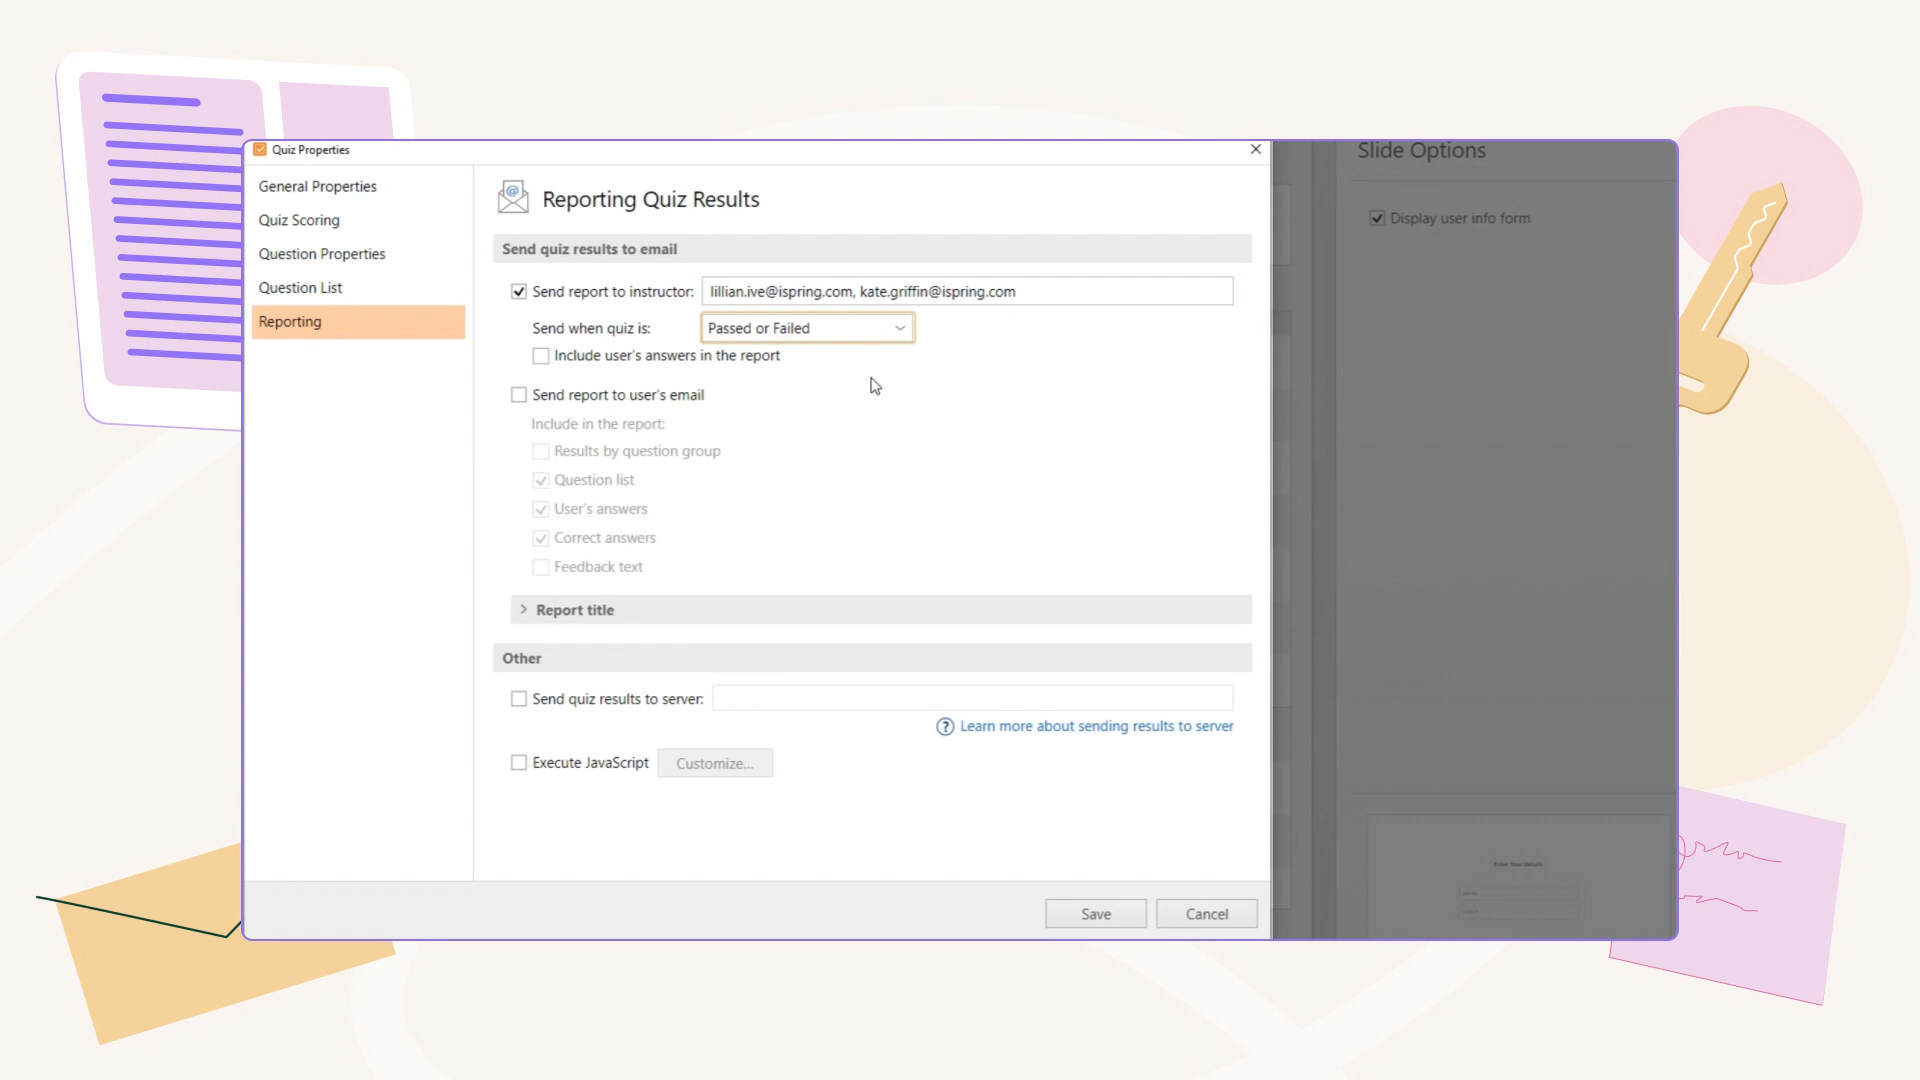 Quiz Properties
General Properties
Quiz Scoring
Question Properties
Question List
Reporting
Reporting Quiz Results
Send quiz results to email
Send report to instructor: lillian.ive@ispring.com, kate.griffin@ispring.com
Send when quiz is: Passed or Failed
Include user's answers in the report
Send report to user's email
Include in the report:
Results by question group
Question list
User's answers
Correct answers
Feedback text
Report title
Other
Send quiz results to server:
Learn more about sending results to server
Execute JavaScript Customize...
Save Cancel
Slide Options
Display user info form
Enter Your Details